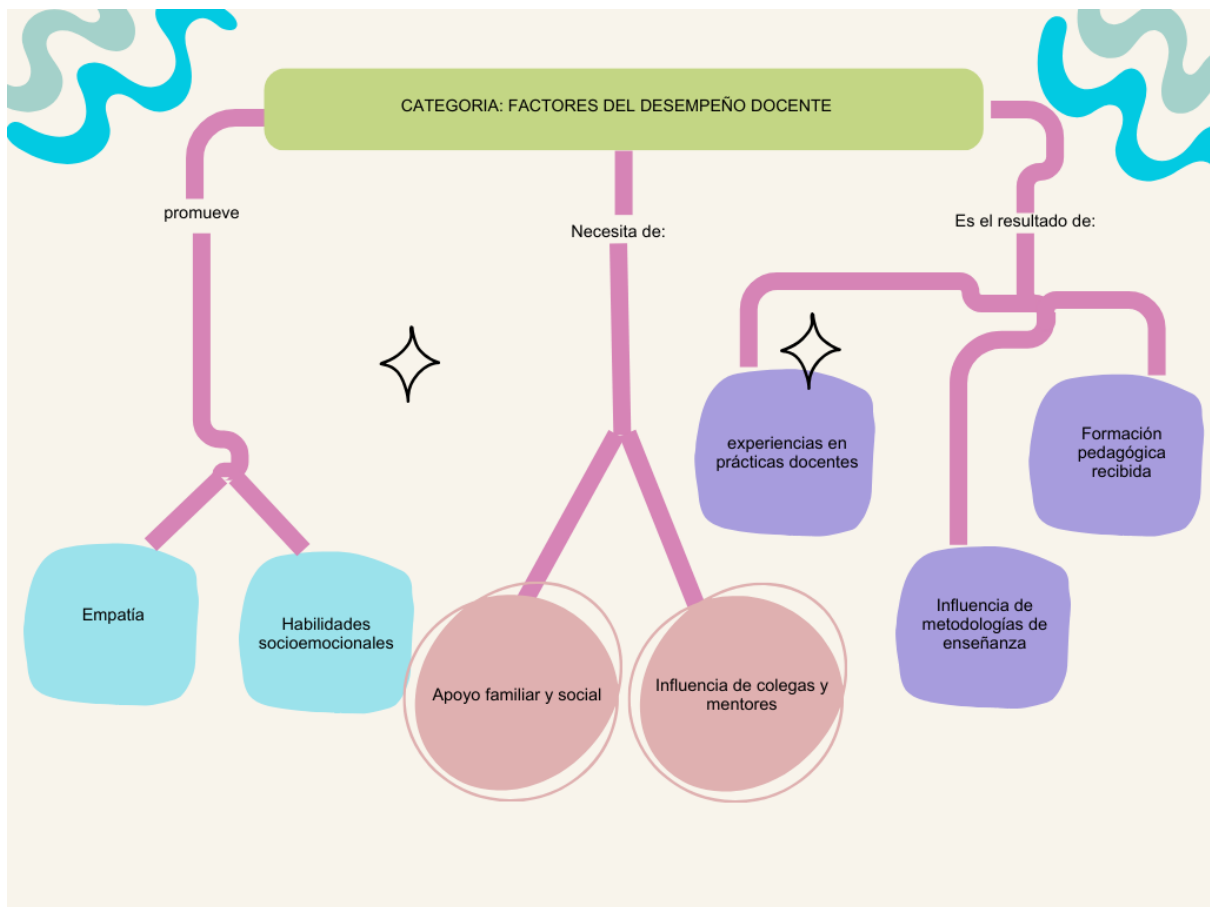 CATEGORIA: FACTORES DEL DESEMPEÑO DOCENTE
promueve
Necesita de:
Es el resultado de:
Empatía
Habilidades
socioemocionales
Apoyo familiar y social
Influencia de colegas y
mentores
experiencias en
prácticas docentes
Influencia de
metodologías de
enseñanza
Formación
pedagógica
recibida